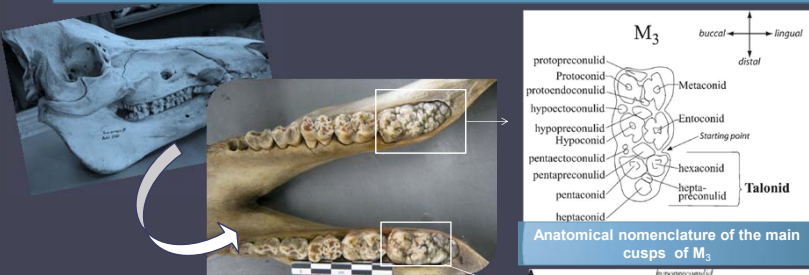 M3
buccal
lingual
distal
protopreconulid
Protoconid
protoendoconulid
Metaconid
hypoectoconulid
Entoconid
hypopreconulid
Hypoconid
Starting point
pentaectoconulid
hexaconid
pentapreconulid
hepta-
preconulid
Talonid
pentaconid
heptaconid
Anatomical nomenclature of the main
cusps of M3